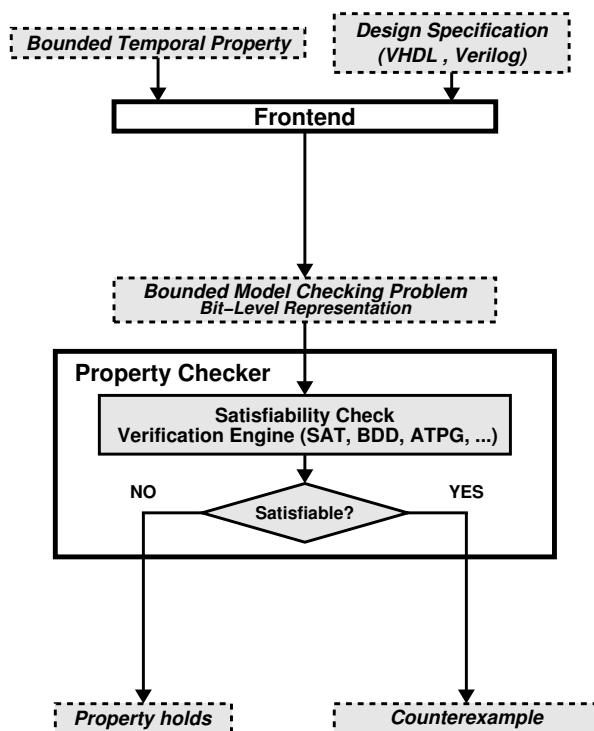 Bounded Temporal Property
Design Specification
(VHDL , Verilog)
Frontend
Bounded Model Checking Problem
Bit−Level Representation
Property Checker
Satisfiability Check
Verification Engine (SAT, BDD, ATPG, ...)
NO
YES
Satisfiable?
Property holds
Counterexample